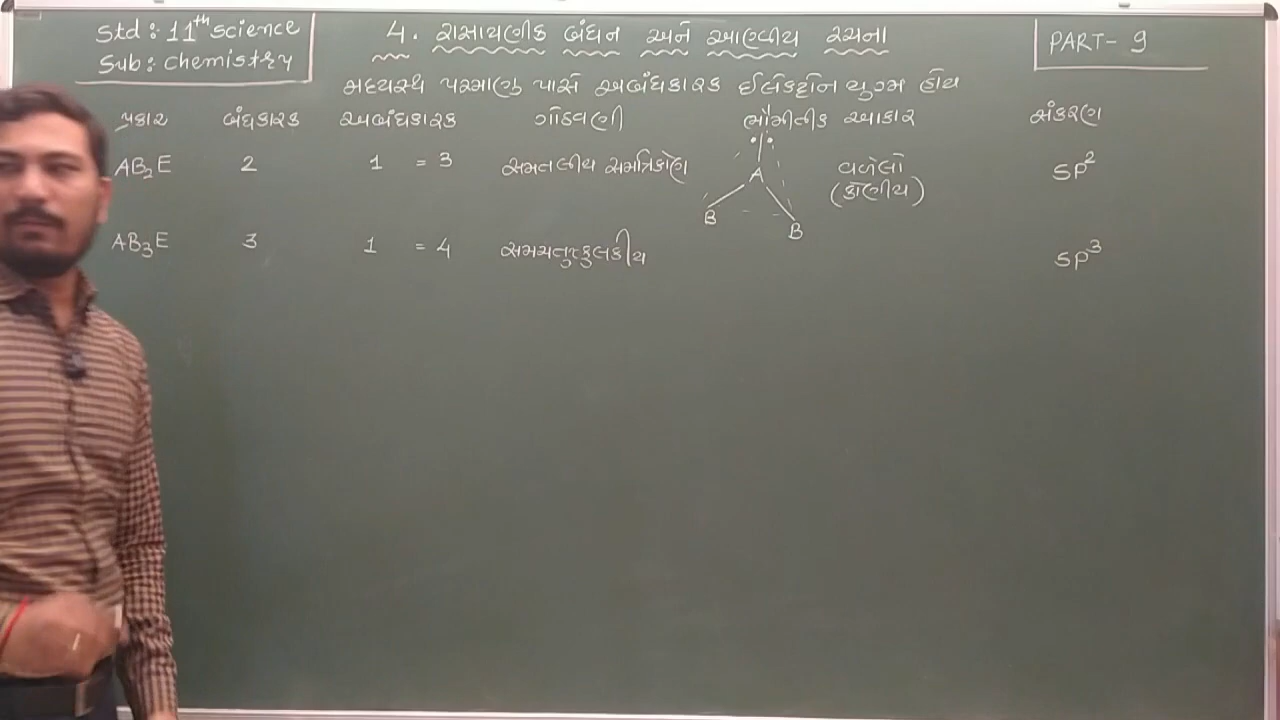 Std : 11th science
Sub : chemistry
4. રાસાયણીક બંધન અને આણ્વીય રચના
PART - 9
મધ્યસ્થ પરમાણુ પાસે અબંધકારક ઈલેકટ્રોન યુગ્મ હોય
પ્રકાર બંધકારક અબંધકારક ગોઠવણી ભૌમીતીક આકાર સંકરણ
AB₂E 2 1 = 3 સમતલીય સમત્રિકોણ A B B વળેલો (કોણીય) sp²
AB₃E 3 1 = 4 સમચતુષ્ફલકીય sp³